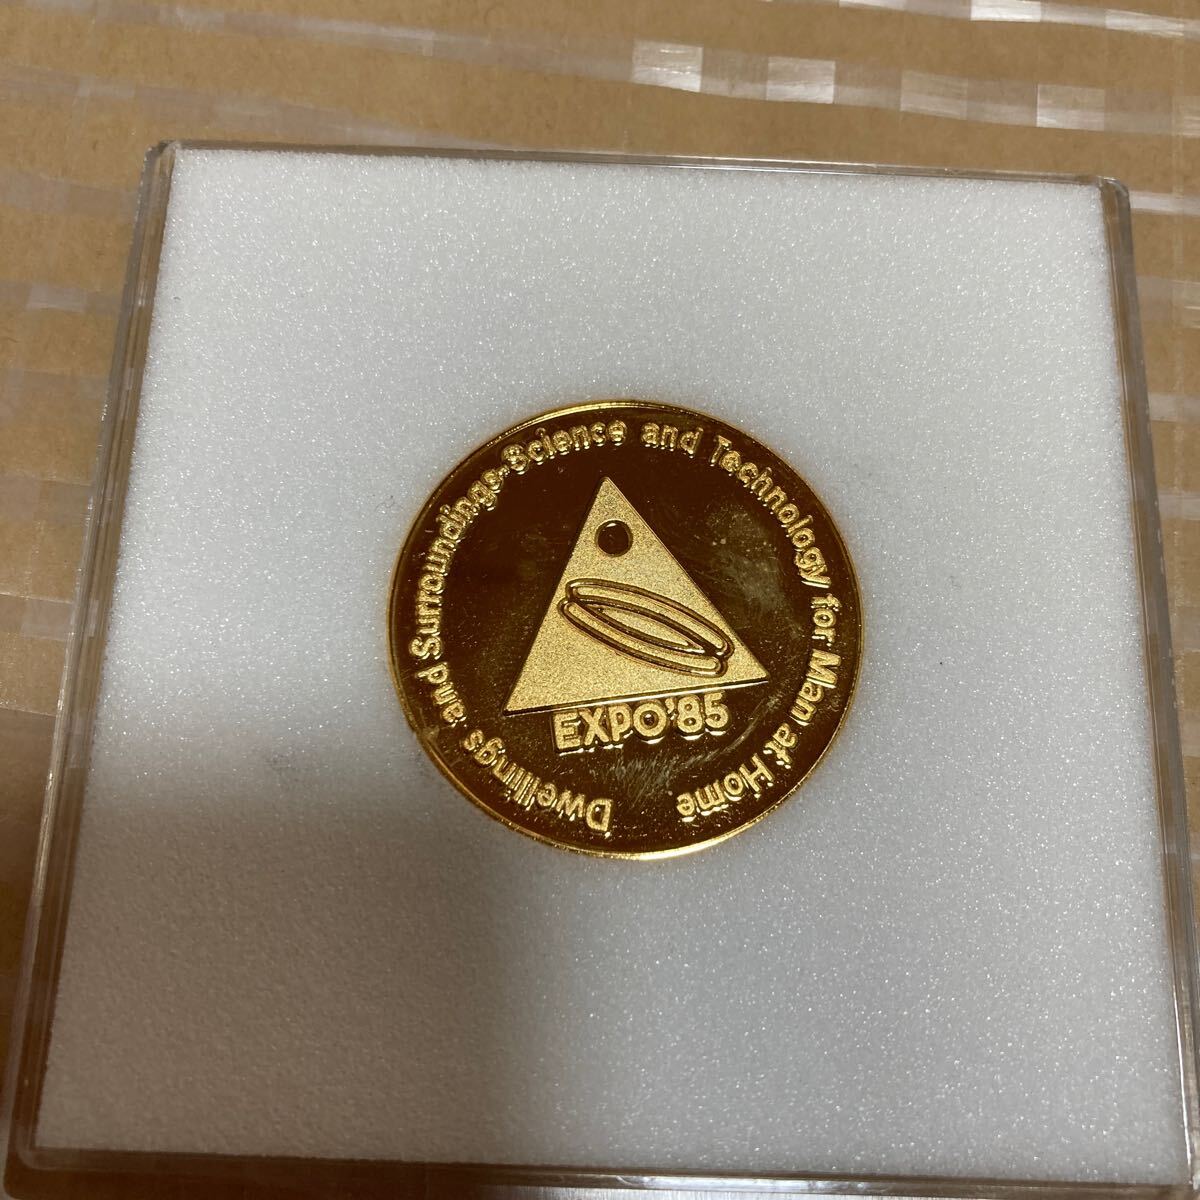 Dwellings and Surroundings-Science and Technology for Man at Home
EXPO'85